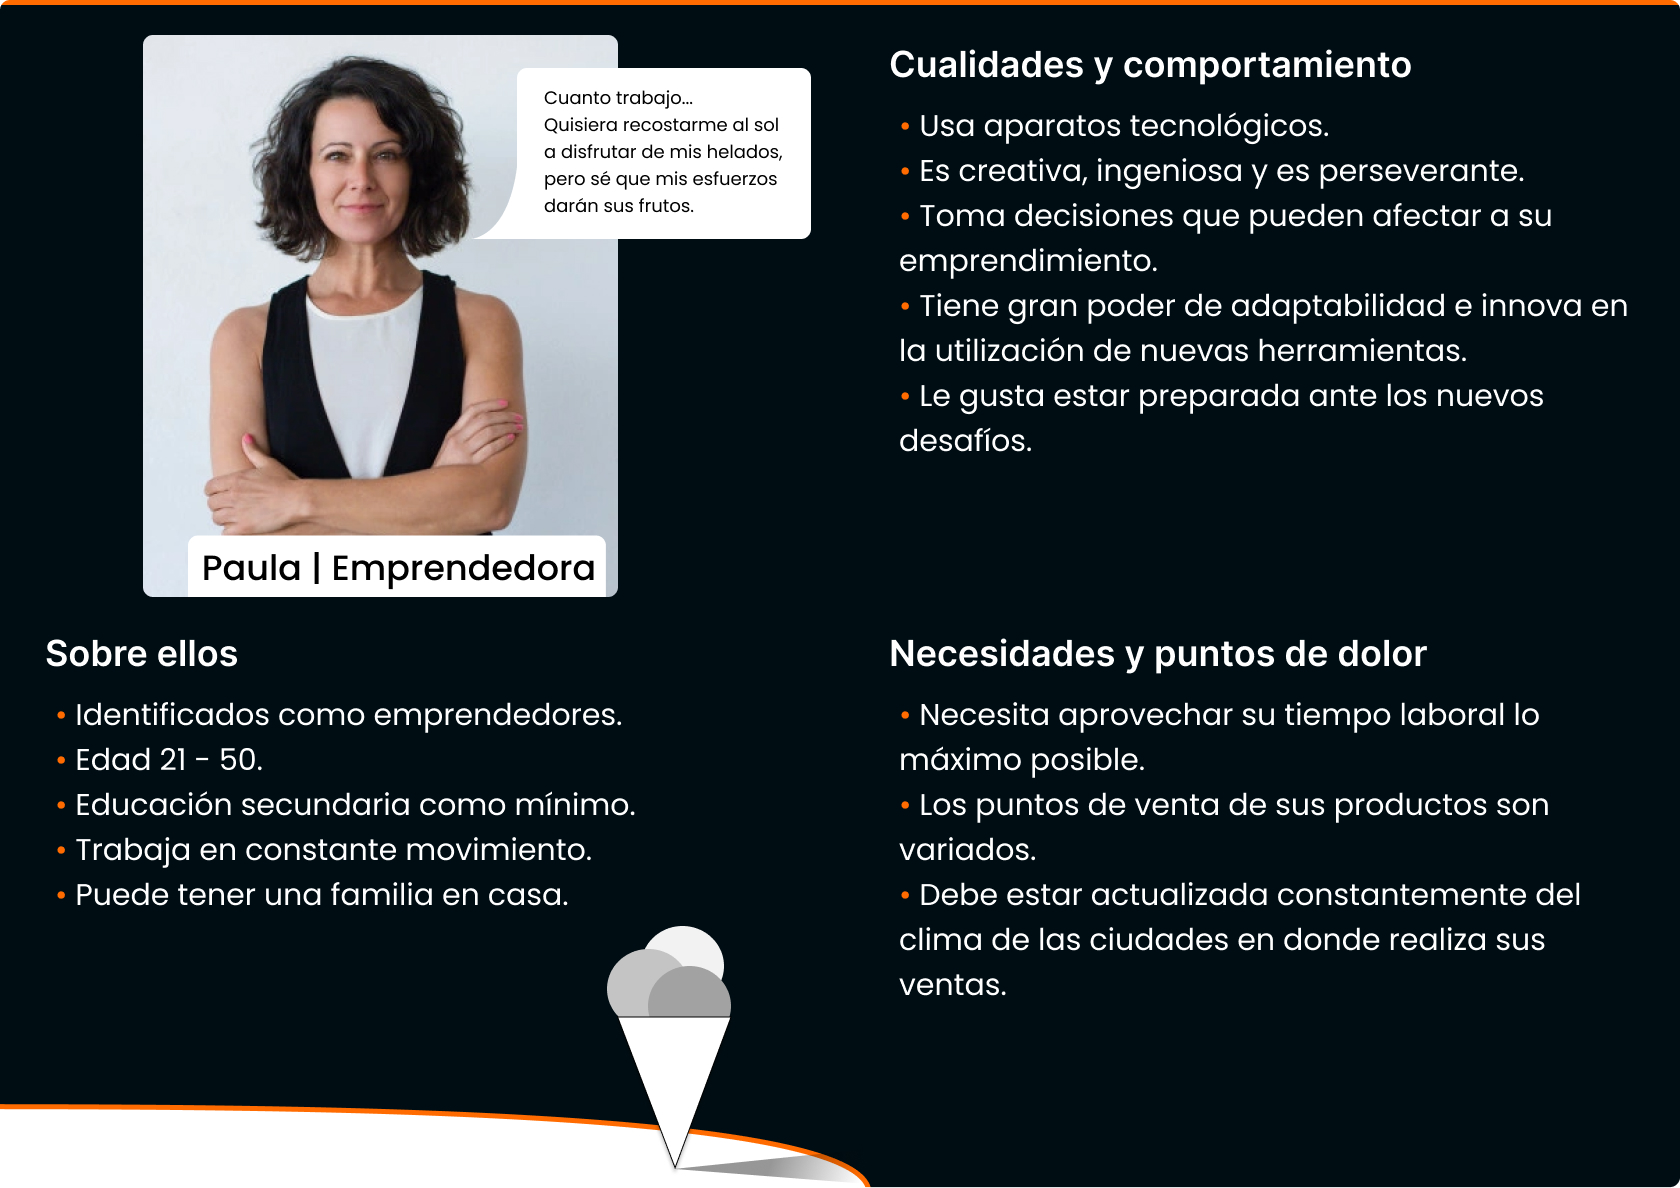 Cuanto trabajo...
Quisiera recostarme al sol
a disfrutar de mis helados,
pero sé que mis esfuerzos
darán sus frutos.
Paula | Emprendedora
Cualidades y comportamiento
• Usa aparatos tecnológicos.
• Es creativa, ingeniosa y es perseverante.
• Toma decisiones que pueden afectar a su
emprendimiento.
• Tiene gran poder de adaptabilidad e innova en
la utilización de nuevas herramientas.
• Le gusta estar preparada ante los nuevos
desafíos.
Sobre ellos
• Identificados como emprendedores.
• Edad 21 - 50.
• Educación secundaria como mínimo.
• Trabaja en constante movimiento.
• Puede tener una familia en casa.
Necesidades y puntos de dolor
• Necesita aprovechar su tiempo laboral lo
máximo posible.
• Los puntos de venta de sus productos son
variados.
• Debe estar actualizada constantemente del
clima de las ciudades en donde realiza sus
ventas.